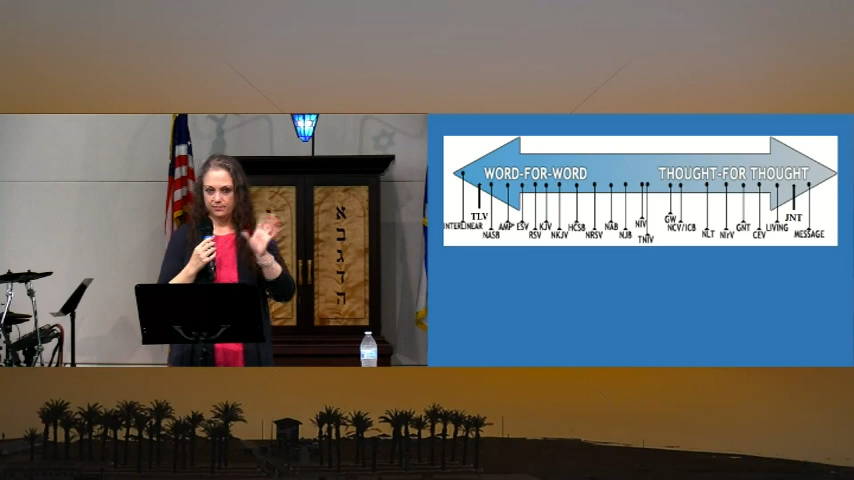 א
ב
ג
ד
ה
WORD-FOR-WORD THOUGHT-FOR THOUGHT
INTERLINEAR
TLV
NASB
AMP
ESV
RSV
KJV
NKJV
HCSB
NRSV
NAB
NJB
NIV
TNIV
GW
NCV/ICB
NLT
NIrV
GNT
CEV
LIVING
JNT
MESSAGE